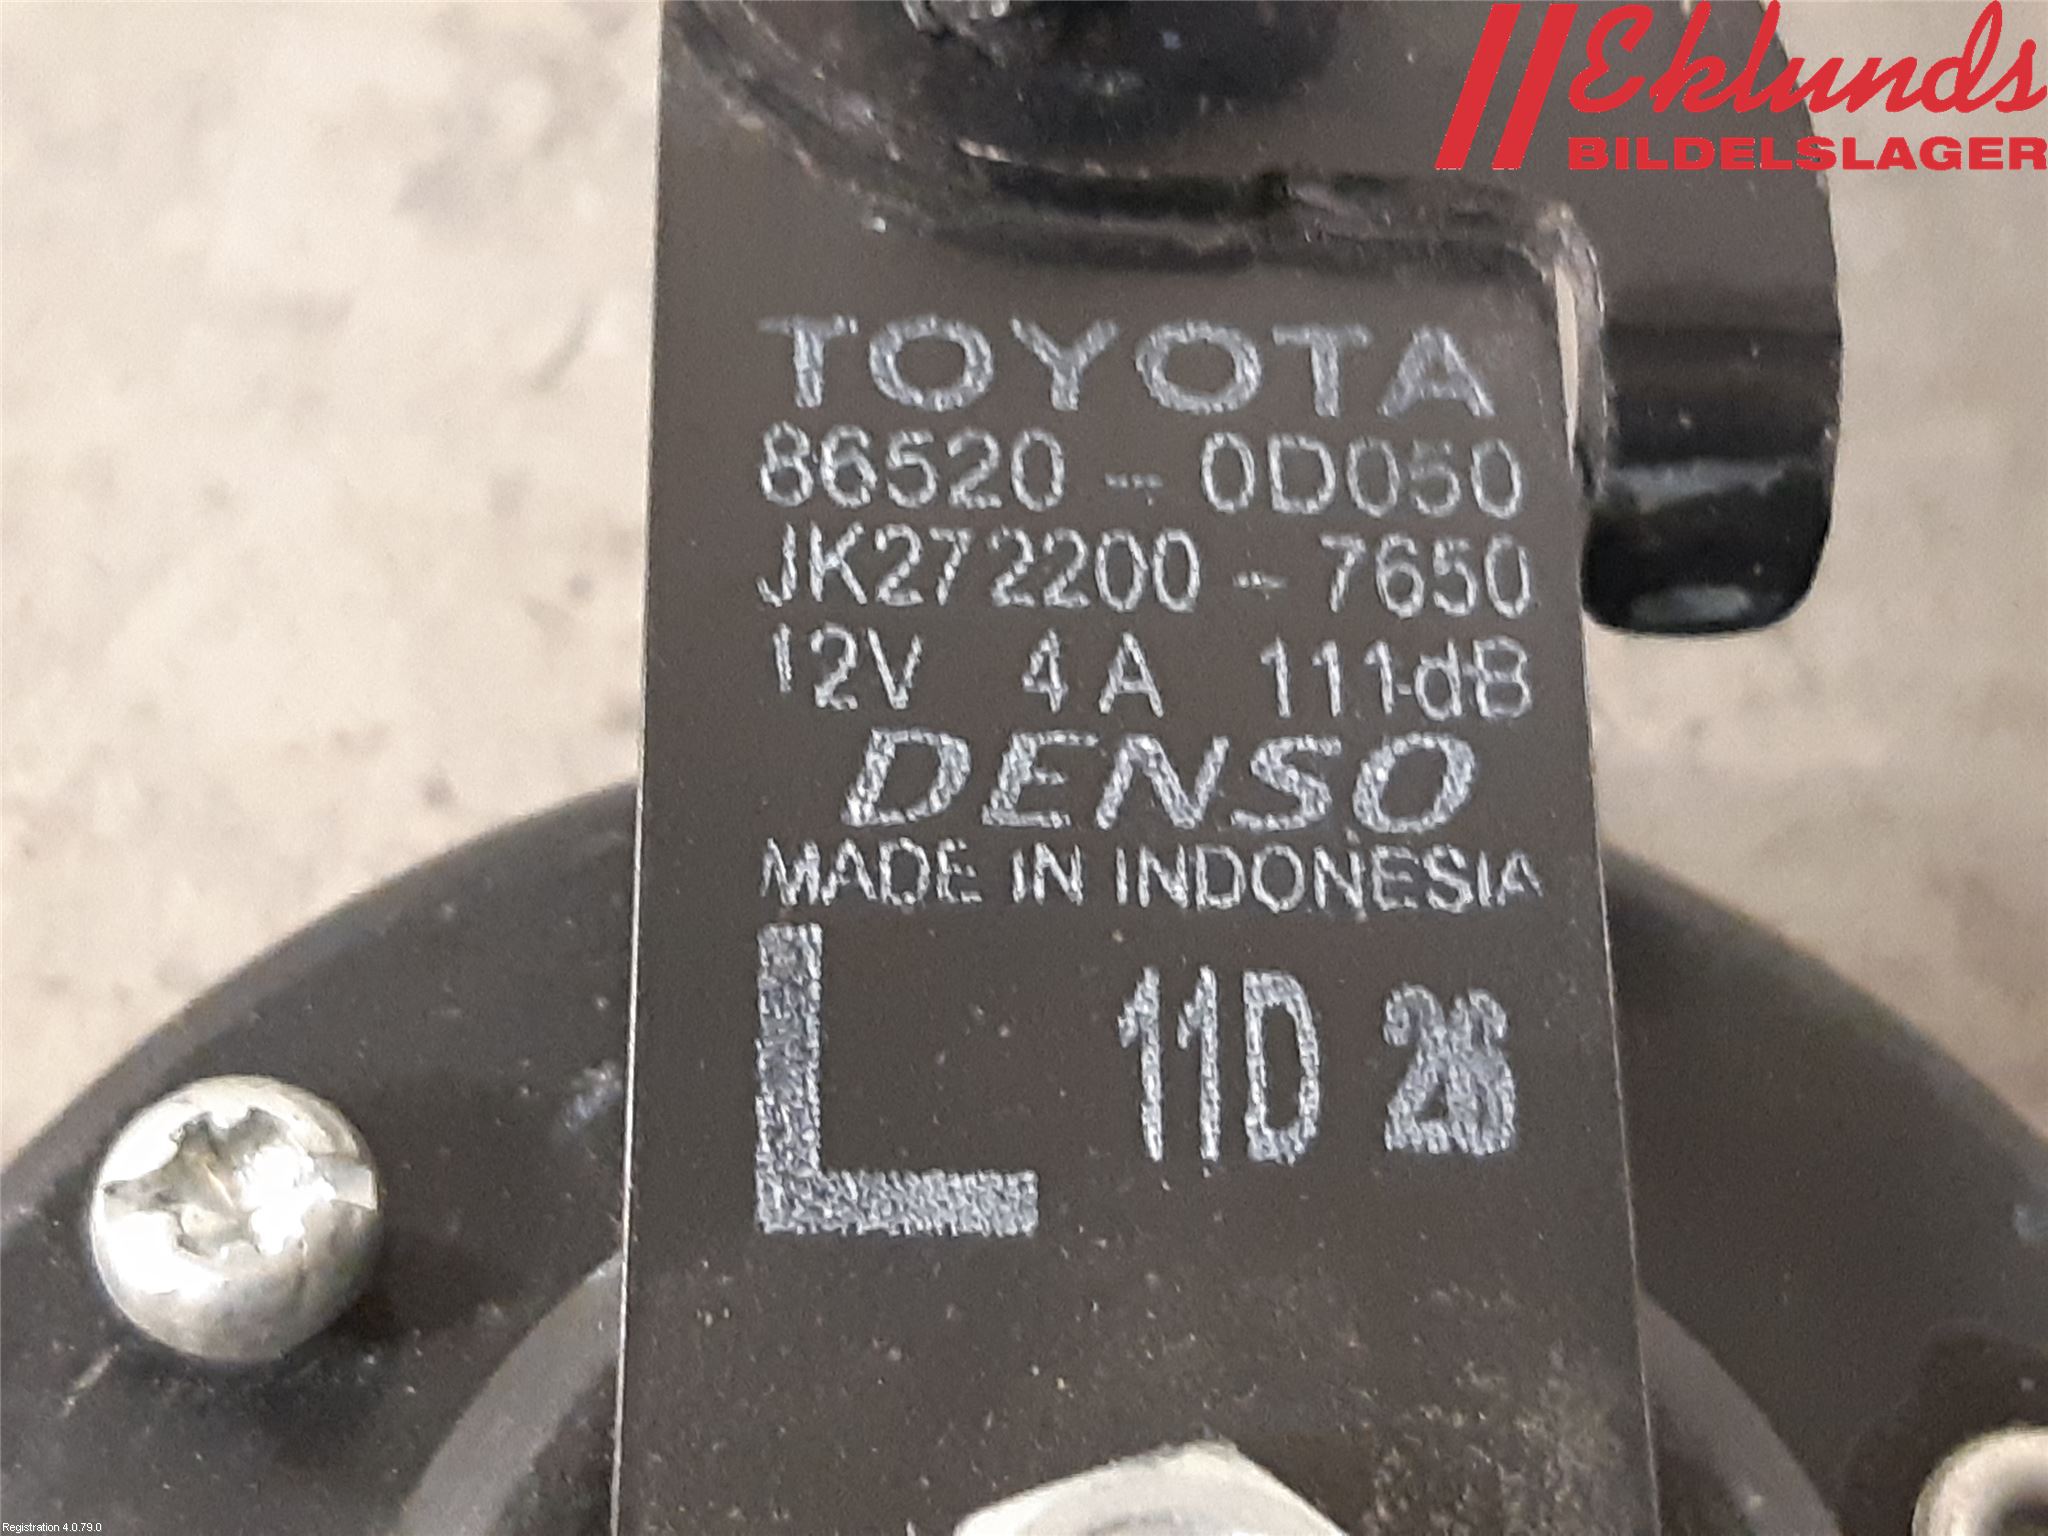 Eklunds
BILDELSLAGER
TOYOTA
86520-0D050
JK272200-7650
12V 4A 111dB
DENSO
MADE IN INDONESIA
L 11D 26
Registration 4.0.79.0